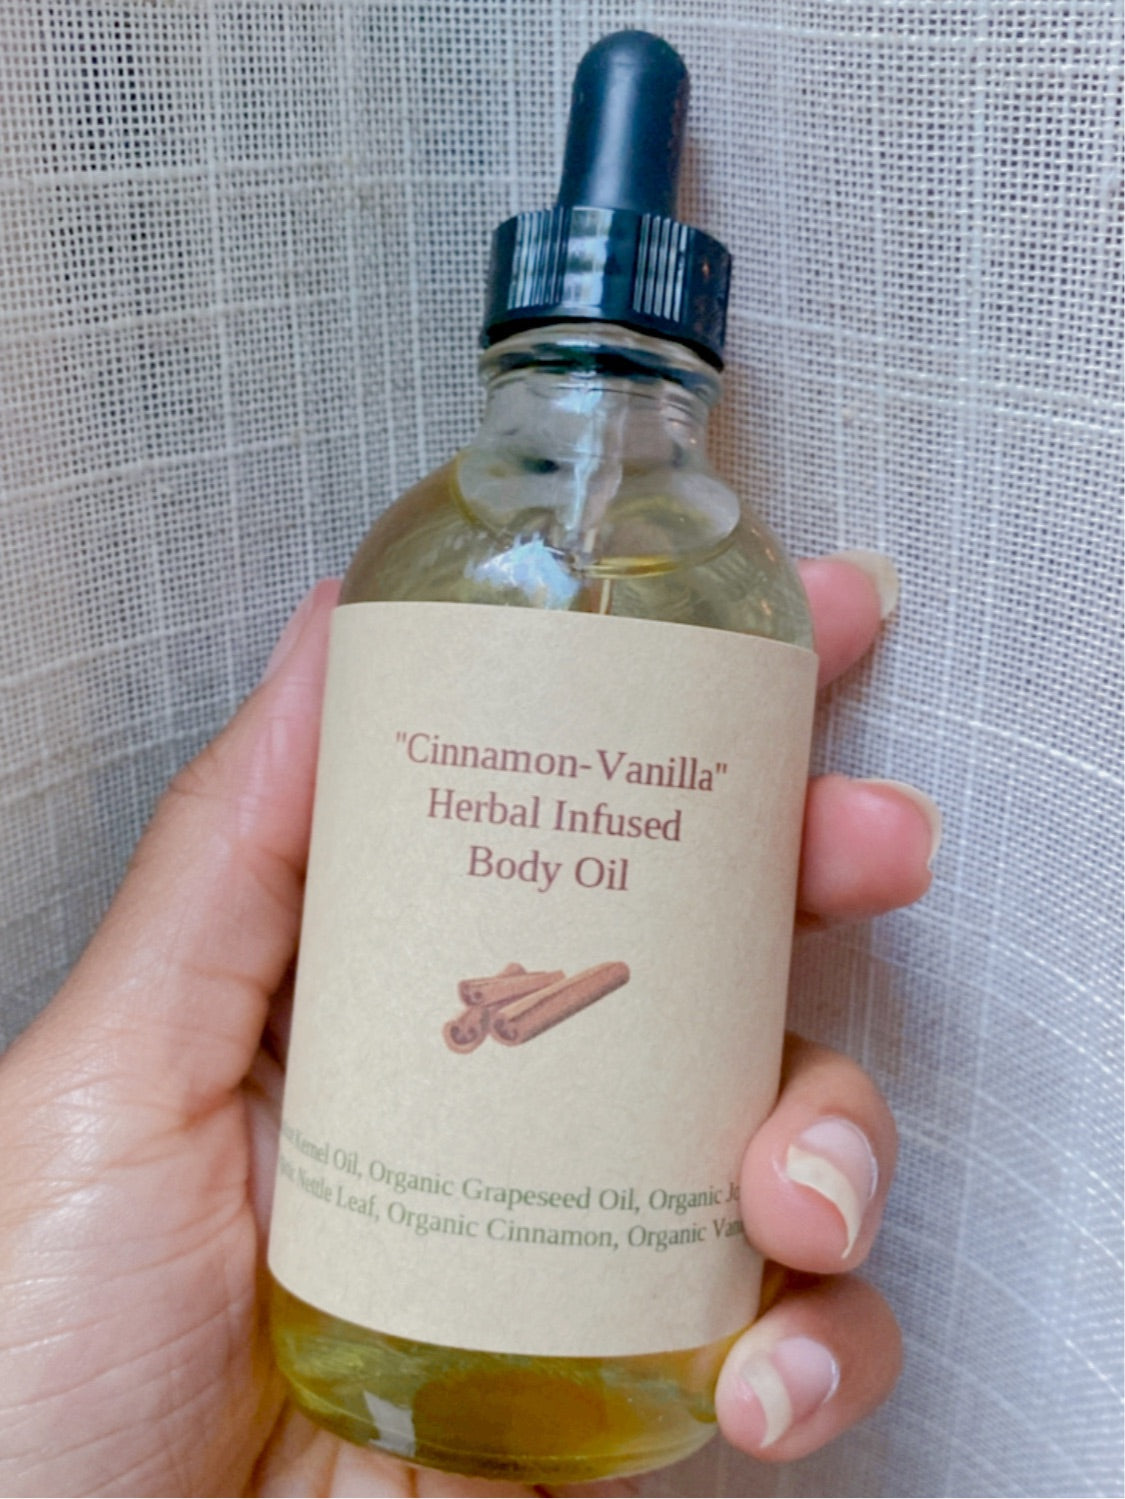 "Cinnamon-Vanilla"
Herbal Infused
Body Oil
Kernel Oil, Organic Grapeseed Oil, Organic
Nettle Leaf, Organic Cinnamon, Organic